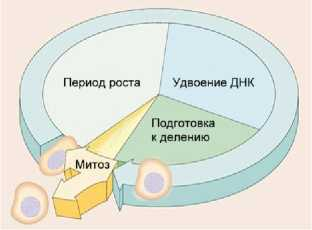 Период роста
Удвоение ДНК
Подготовка
к делению
Митоз